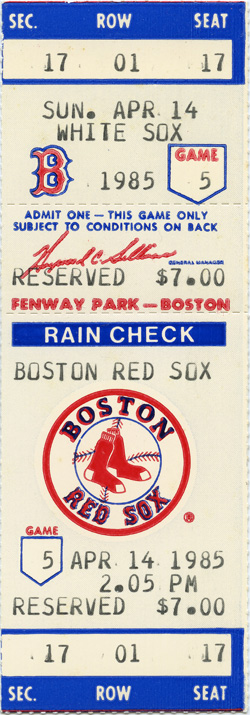 SEC. ROW SEAT
17 01 17
SUN. APR 14
WHITE SOX
B 1985 GAME 5
ADMIT ONE — THIS GAME ONLY
SUBJECT TO CONDITIONS ON BACK
GENERAL MANAGER
RESERVED $7.00
FENWAY PARK — BOSTON
RAIN CHECK
BOSTON RED SOX
BOSTON
RED SOX
®
GAME
5 APR 14 1985
2.05 PM
RESERVED $7.00
17 01 17
SEC. ROW SEAT